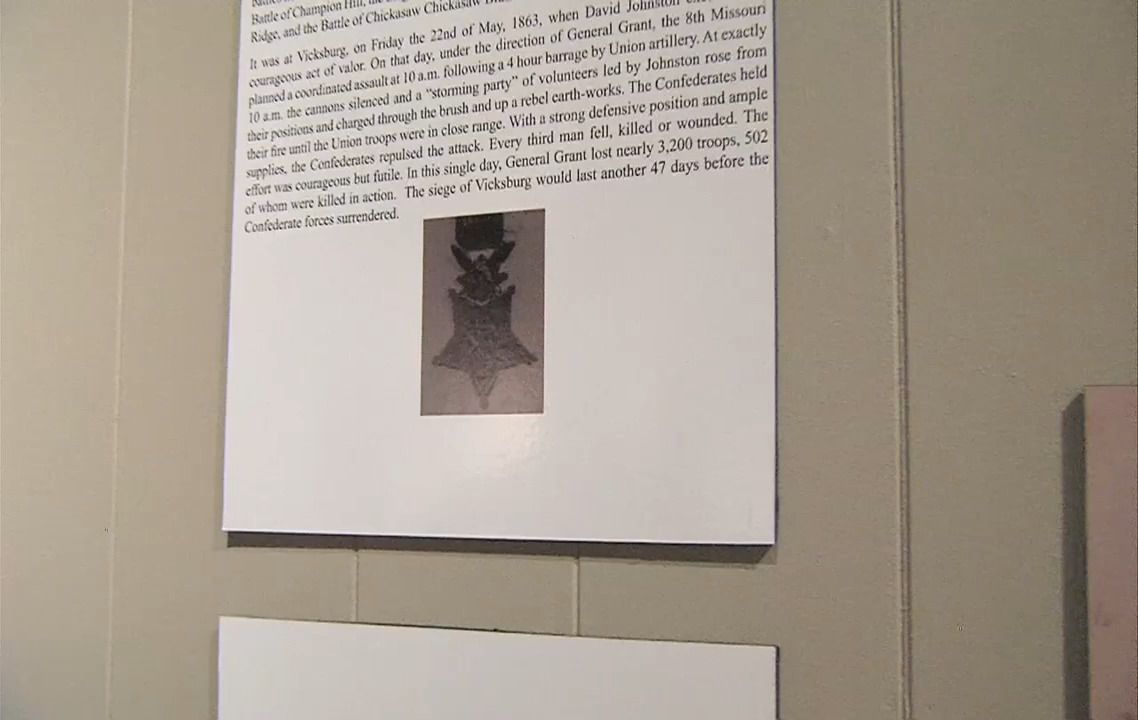 Battle of Champion Hill, the
Ridge, and the Battle of Chickasaw Chickasaw
It was at Vicksburg, on Friday the 22nd of May, 1863, when David Johnston
courageous act of valor. On that day, under the direction of General Grant, the 8th Missouri
planned a coordinated assault at 10 a.m. following a 4 hour barrage by Union artillery. At exactly
10 a.m. the cannons silenced and a “storming party” of volunteers led by Johnston rose from
their positions and charged through the brush and up a rebel earth-works. The Confederates held
their fire until the Union troops were in close range. With a strong defensive position and ample
supplies, the Confederates repulsed the attack. Every third man fell, killed or wounded. The
effort was courageous but futile. In this single day, General Grant lost nearly 3,200 troops, 502
of whom were killed in action. The siege of Vicksburg would last another 47 days before the
Confederate forces surrendered.